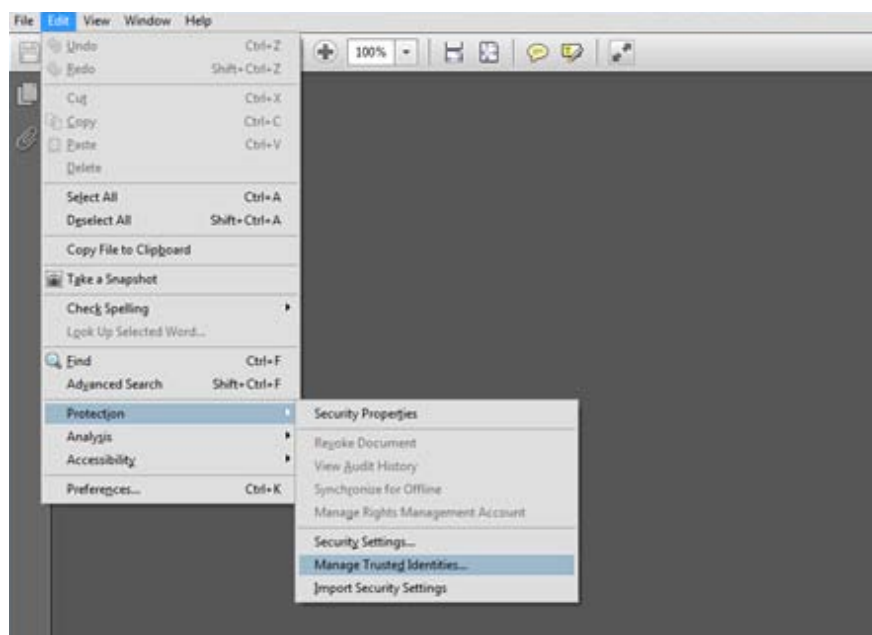 File Edit View Window Help
Undo Ctrl+Z
Redo Shift+Ctrl+Z
100%
Cut Ctrl+X
Copy Ctrl+C
Paste Ctrl+V
Delete
Select All Ctrl+A
Deselect All Shift+Ctrl+A
Copy File to Clipboard
Take a Snapshot
Check Spelling
Look Up Selected Word...
Find Ctrl+F
Advanced Search Shift+Ctrl+F
Protection
Analysis
Accessibility
Preferences... Ctrl+K
Security Properties
Revoke Document
View Audit History
Synchronize for Offline
Manage Rights Management Account
Security Settings...
Manage Trusted Identities...
Import Security Settings